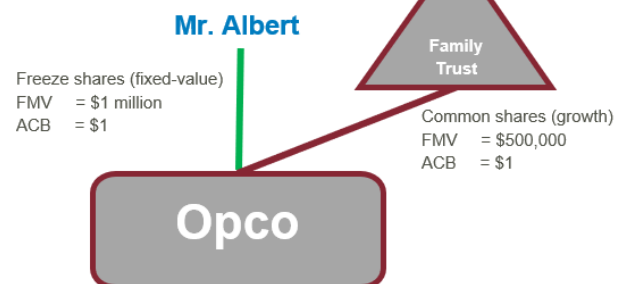 Mr. Albert
Family
Trust
Freeze shares (fixed-value)
FMV = $1 million
ACB = $1
Common shares (growth)
FMV = $500,000
ACB = $1
Opco